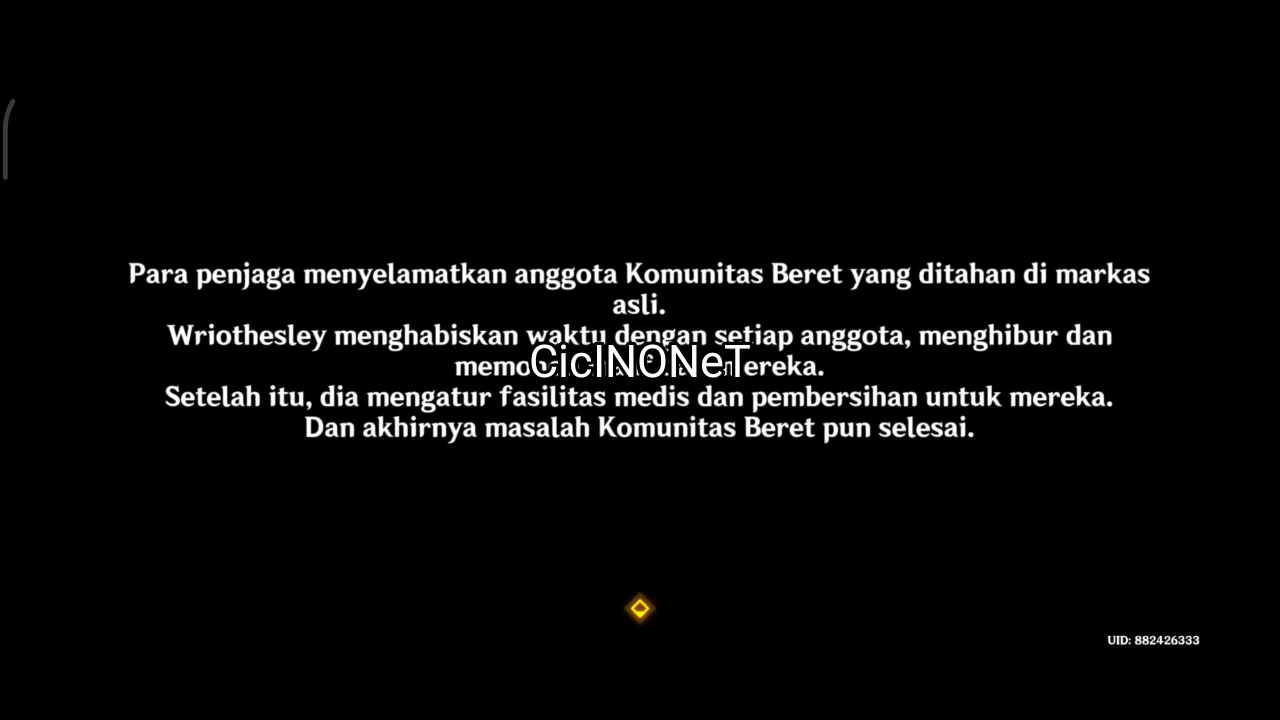 Para penjaga menyelamatkan anggota Komunitas Beret yang ditahan di markas
asli.
Wriothesley menghabiskan waktu dengan setiap anggota, menghibur dan
CicINONeT
Setelah itu, dia mengatur fasilitas medis dan pembersihan untuk mereka.
Dan akhirnya masalah Komunitas Beret pun selesai.
UID: 882426333